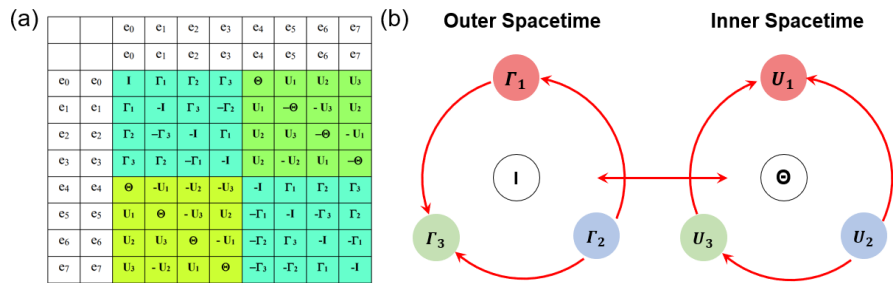 (a)
e0 e1 e2 e3 e4 e5 e6 e7
e0 e1 e2 e3 e4 e5 e6 e7
e0 e0 I Γ1 Γ2 Γ3 Θ U1 U2 U3
e1 e1 Γ1 -I Γ3 –Γ2 U1 –Θ - U3 U2
e2 e2 Γ2 –Γ3 -I Γ1 U2 U3 –Θ - U1
e3 e3 Γ3 Γ2 –Γ1 -I U2 - U2 U1 –Θ
e4 e4 Θ -U1 -U2 -U3 -I Γ1 Γ2 Γ3
e5 e5 U1 Θ - U3 U2 –Γ1 -I -Γ3 Γ2
e6 e6 U2 U3 Θ - U1 –Γ2 Γ3 -I -Γ1
e7 e7 U3 - U2 U1 Θ –Γ3 -Γ2 Γ1 -I
(b)
Outer Spacetime
Γ1
I
Γ3
Γ2
Inner Spacetime
U1
Θ
U3
U2